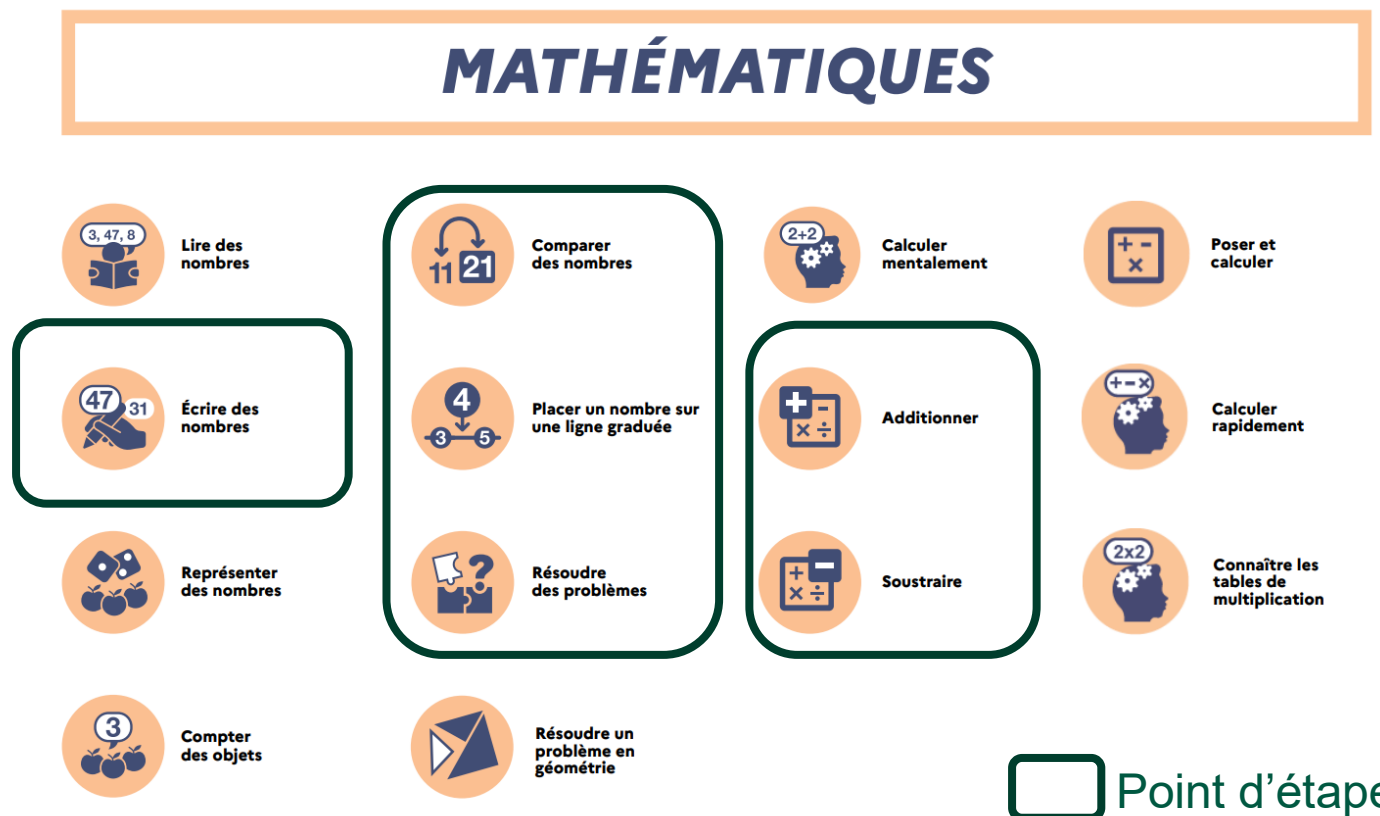 MATHÉMATIQUES
3, 47, 8
Lire des
nombres
11 21
Comparer
des nombres
2+2
Calculer
mentalement
+ -
×
Poser et
calculer
47 31
Écrire des
nombres
4
3 5
Placer un nombre sur
une ligne graduée
+ -
× ÷
Additionner
+-×
Calculer
rapidement
Représenter
des nombres
?
Résoudre
des problèmes
+ -
× ÷
Soustraire
2x2
Connaître les
tables de
multiplication
3
Compter
des objets
Résoudre un
problème en
géométrie
Point d'étape